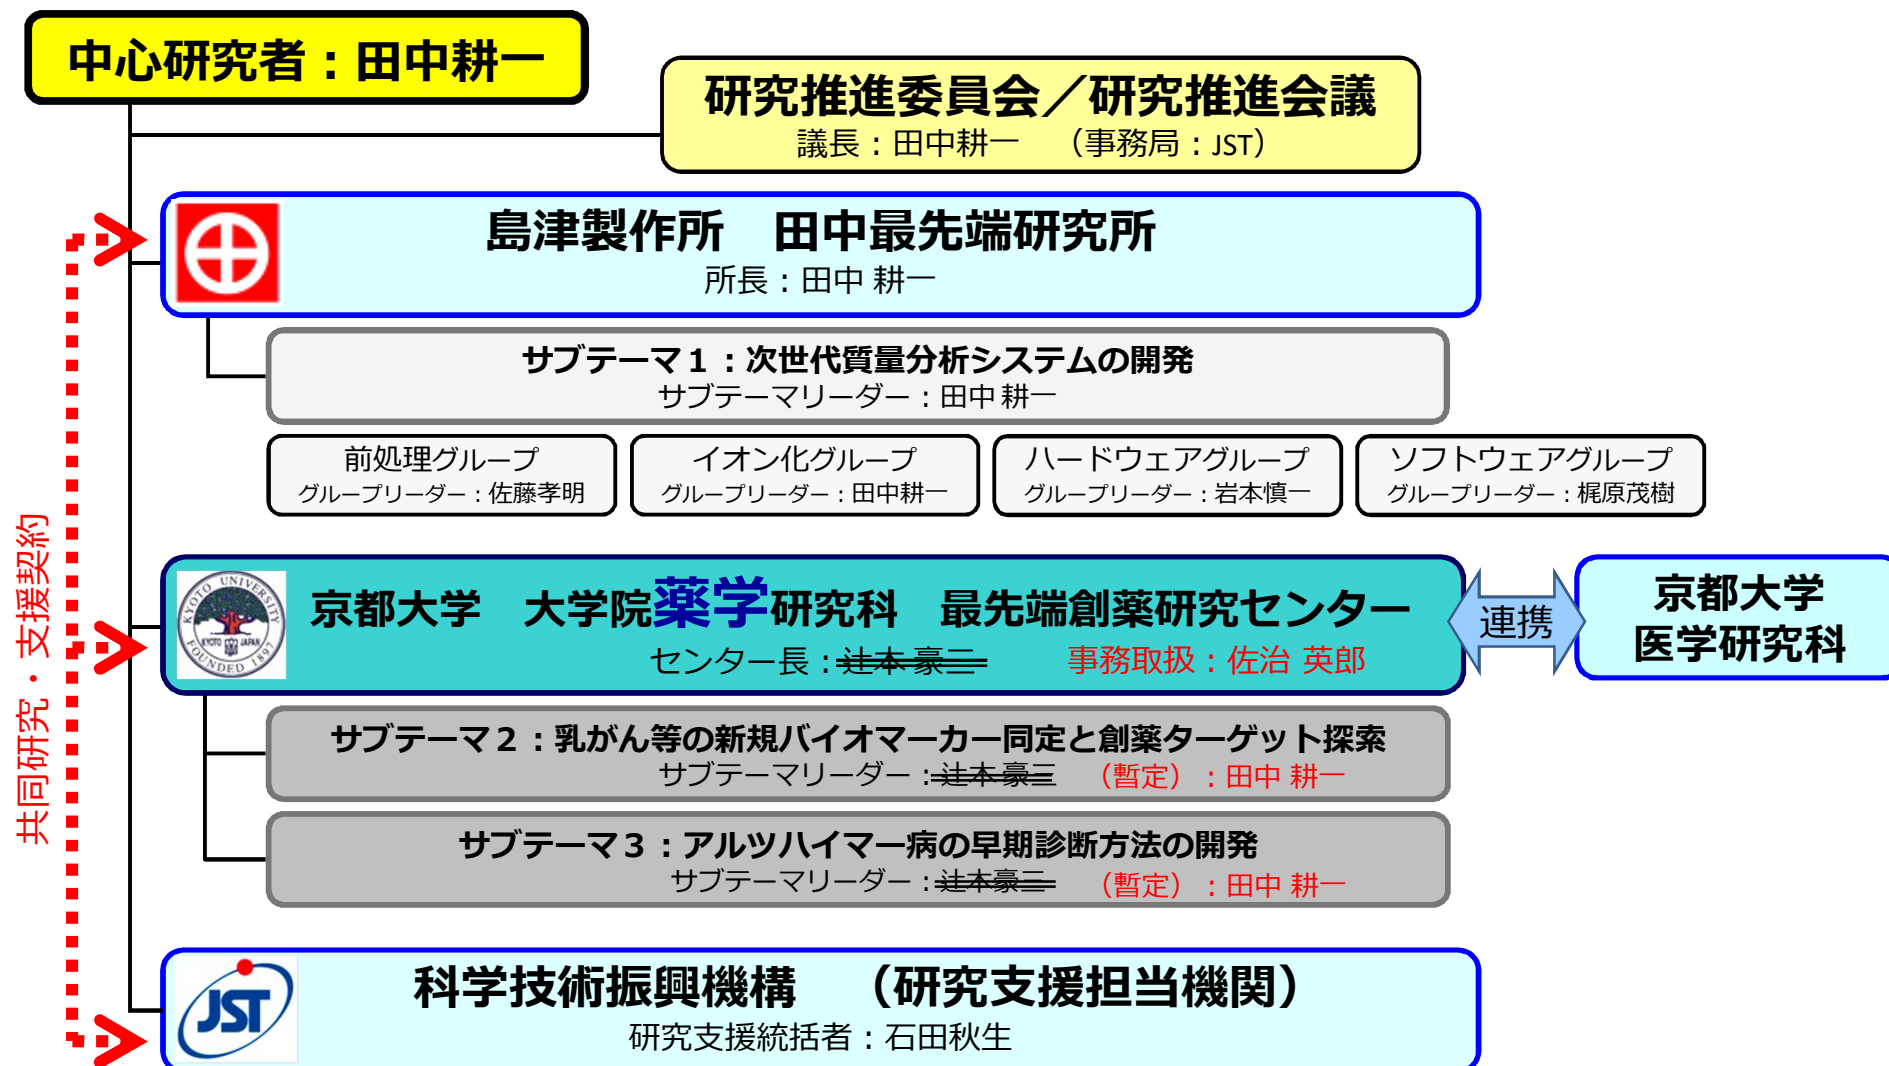 中心研究者：田中耕一
研究推進委員会／研究推進会議
議長：田中耕一　（事務局：JST）
島津製作所　田中最先端研究所
所長：田中 耕一
サブテーマ１：次世代質量分析システムの開発
サブテーマリーダー：田中 耕一
前処理グループ
グループリーダー：佐藤孝明
イオン化グループ
グループリーダー：田中耕一
ハードウェアグループ
グループリーダー：岩本慎一
ソフトウェアグループ
グループリーダー：梶原茂樹
共同研究・支援契約
KYOTO UNIVERSITY
KYOTO JAPAN
FOUNDED 1897
京都大学　大学院薬学研究科　最先端創薬研究センター
センター長：辻本 豪三　事務取扱：佐治 英郎
連携
京都大学
医学研究科
サブテーマ２：乳がん等の新規バイオマーカー同定と創薬ターゲット探索
サブテーマリーダー：辻本 豪三　（暫定）：田中 耕一
サブテーマ３：アルツハイマー病の早期診断方法の開発
サブテーマリーダー：辻本豪三　（暫定）：田中 耕一
JST
科学技術振興機構　（研究支援担当機関）
研究支援統括者：石田秋生